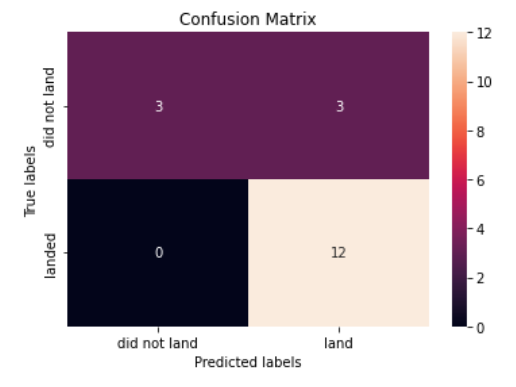 Confusion Matrix
True labels
did not land
landed
3
3
0
12
did not land
land
Predicted labels
12
10
8
6
4
2
0